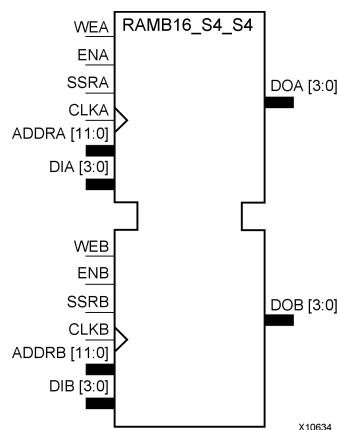 RAMB16_S4_S4
WEA
ENA
SSRA
CLKA
ADDRA [11:0]
DIA [3:0]
DOA [3:0]
WEB
ENB
SSRB
CLKB
ADDRB [11:0]
DIB [3:0]
DOB [3:0]
X10634